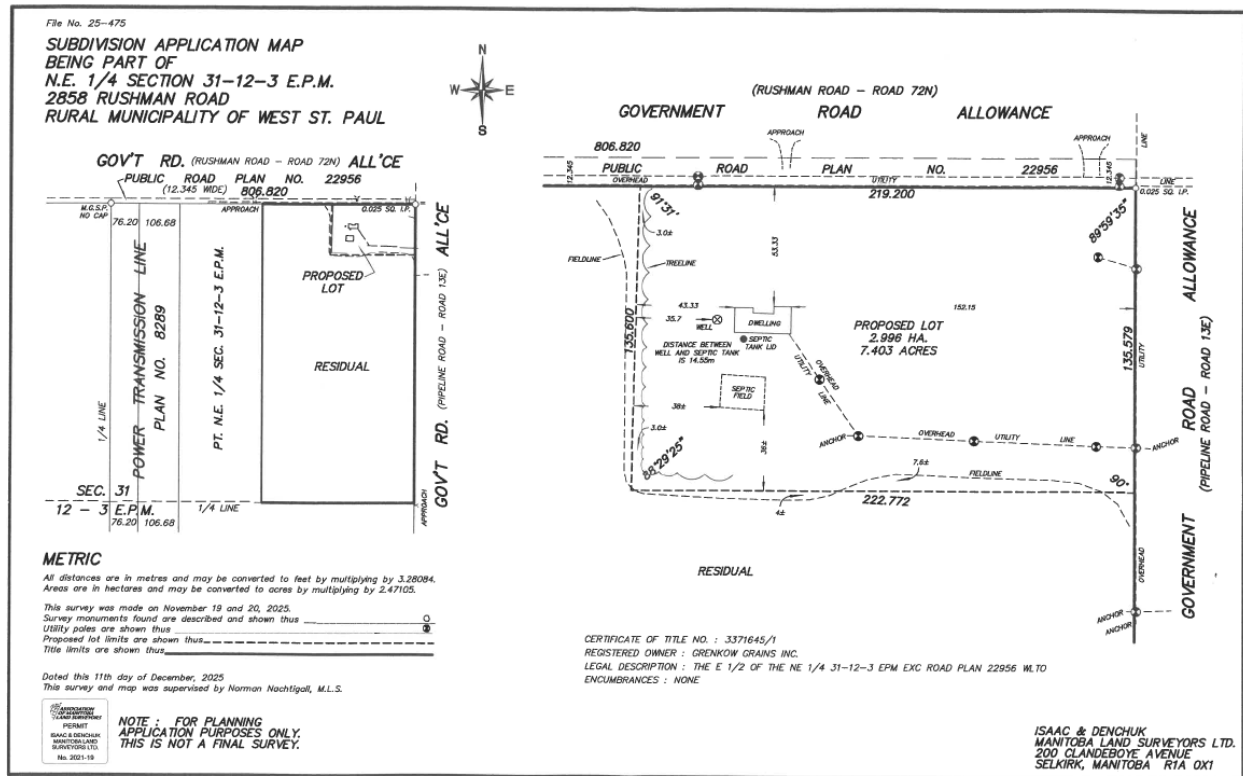 File No. 25-475
SUBDIVISION APPLICATION MAP
BEING PART OF
N.E. 1/4 SECTION 31-12-3 E.P.M.
2858 RUSHMAN ROAD
RURAL MUNICIPALITY OF WEST ST. PAUL
N
W E
S
GOV'T RD. (RUSHMAN ROAD - ROAD 72N) ALL'CE
PUBLIC ROAD PLAN NO. 22956
(12.345 WIDE) 806.820
M.G.S.P. NO CAP
APPROACH
0.025 SQ. I.P.
76.20 106.68
POWER TRANSMISSION LINE
PLAN NO. 8289
PT. N.E. 1/4 SEC. 31-12-3 E.P.M.
1/4 LINE
PROPOSED
LOT
RESIDUAL
GOV'T RD. (PIPELINE ROAD - ROAD 13E) ALL'CE
APPROACH
SEC. 31
12 - 3 E.P.M.
1/4 LINE
76.20 106.68
(RUSHMAN ROAD - ROAD 72N)
GOVERNMENT ROAD ALLOWANCE
APPROACH
APPROACH
LINE
806.820
12.345
PUBLIC ROAD PLAN NO. 22956
12.345
OVERHEAD UTILITY LINE
219.200
0.025 SQ. I.P.
91°31'
89°59'35"
3.0±
FIELDLINE
TREELINE
53.33
43.33
152.15
35.7
WELL
DWELLING
135.600
DISTANCE BETWEEN
WELL AND SEPTIC TANK
IS 14.55m
SEPTIC
TANK LID
PROPOSED LOT
2.996 HA.
7.403 ACRES
135.579
UTILITY
OVERHEAD
UTILITY
LINE
SEPTIC
FIELD
38±
3.0±
36±
88°29'25"
ANCHOR
OVERHEAD UTILITY LINE
ANCHOR
7.6±
FIELDLINE
90°
4±
222.772
OVERHEAD
GOVERNMENT ROAD ALLOWANCE
(PIPELINE ROAD - ROAD 13E)
RESIDUAL
ANCHOR
ANCHOR
METRIC
All distances are in metres and may be converted to feet by multiplying by 3.28084.
Areas are in hectares and may be converted to acres by multiplying by 2.47105.
This survey was made on November 19 and 20, 2025.
Survey monuments found are described and shown thus
Utility poles are shown thus
Proposed lot limits are shown thus
Title limits are shown thus
Dated this 11th day of December, 2025
This survey and map was supervised by Norman Nachtigall, M.L.S.
ASSOCIATION
OF MANITOBA
LAND SURVEYORS
PERMIT
ISAAC & DENCHUK
MANITOBA LAND
SURVEYORS LTD.
No. 2021-19
NOTE : FOR PLANNING
APPLICATION PURPOSES ONLY.
THIS IS NOT A FINAL SURVEY.
CERTIFICATE OF TITLE NO. : 3371645/1
REGISTERED OWNER : GRENKOW GRAINS INC.
LEGAL DESCRIPTION : THE E 1/2 OF THE NE 1/4 31-12-3 EPM EXC ROAD PLAN 22956 WLTO
ENCUMBRANCES : NONE
ISAAC & DENCHUK
MANITOBA LAND SURVEYORS LTD.
200 CLANDEBOYE AVENUE
SELKIRK, MANITOBA R1A 0X1